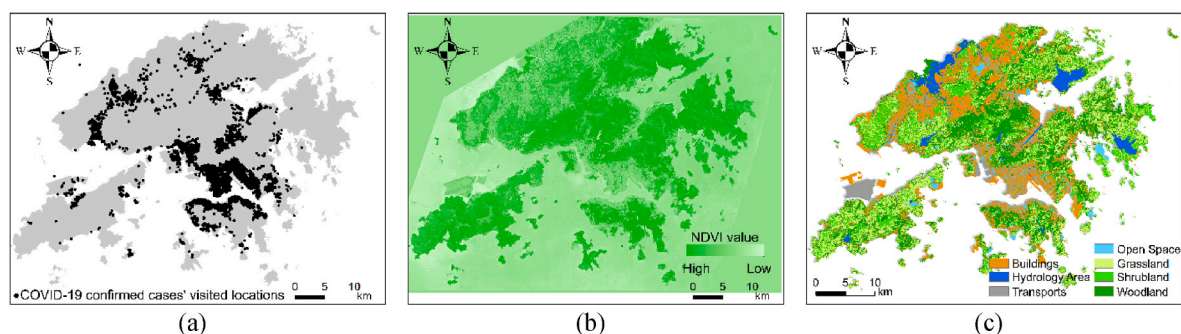 N
W E
S
•COVID-19 confirmed cases' visited locations
0 5 10
km
(a)
N
W E
S
NDVI value
High Low
0 5 10
km
(b)
N
W E
S
Open Space
Buildings Grassland
Hydrology Area Shrubland
Transports Woodland
0 5 10
km
(c)